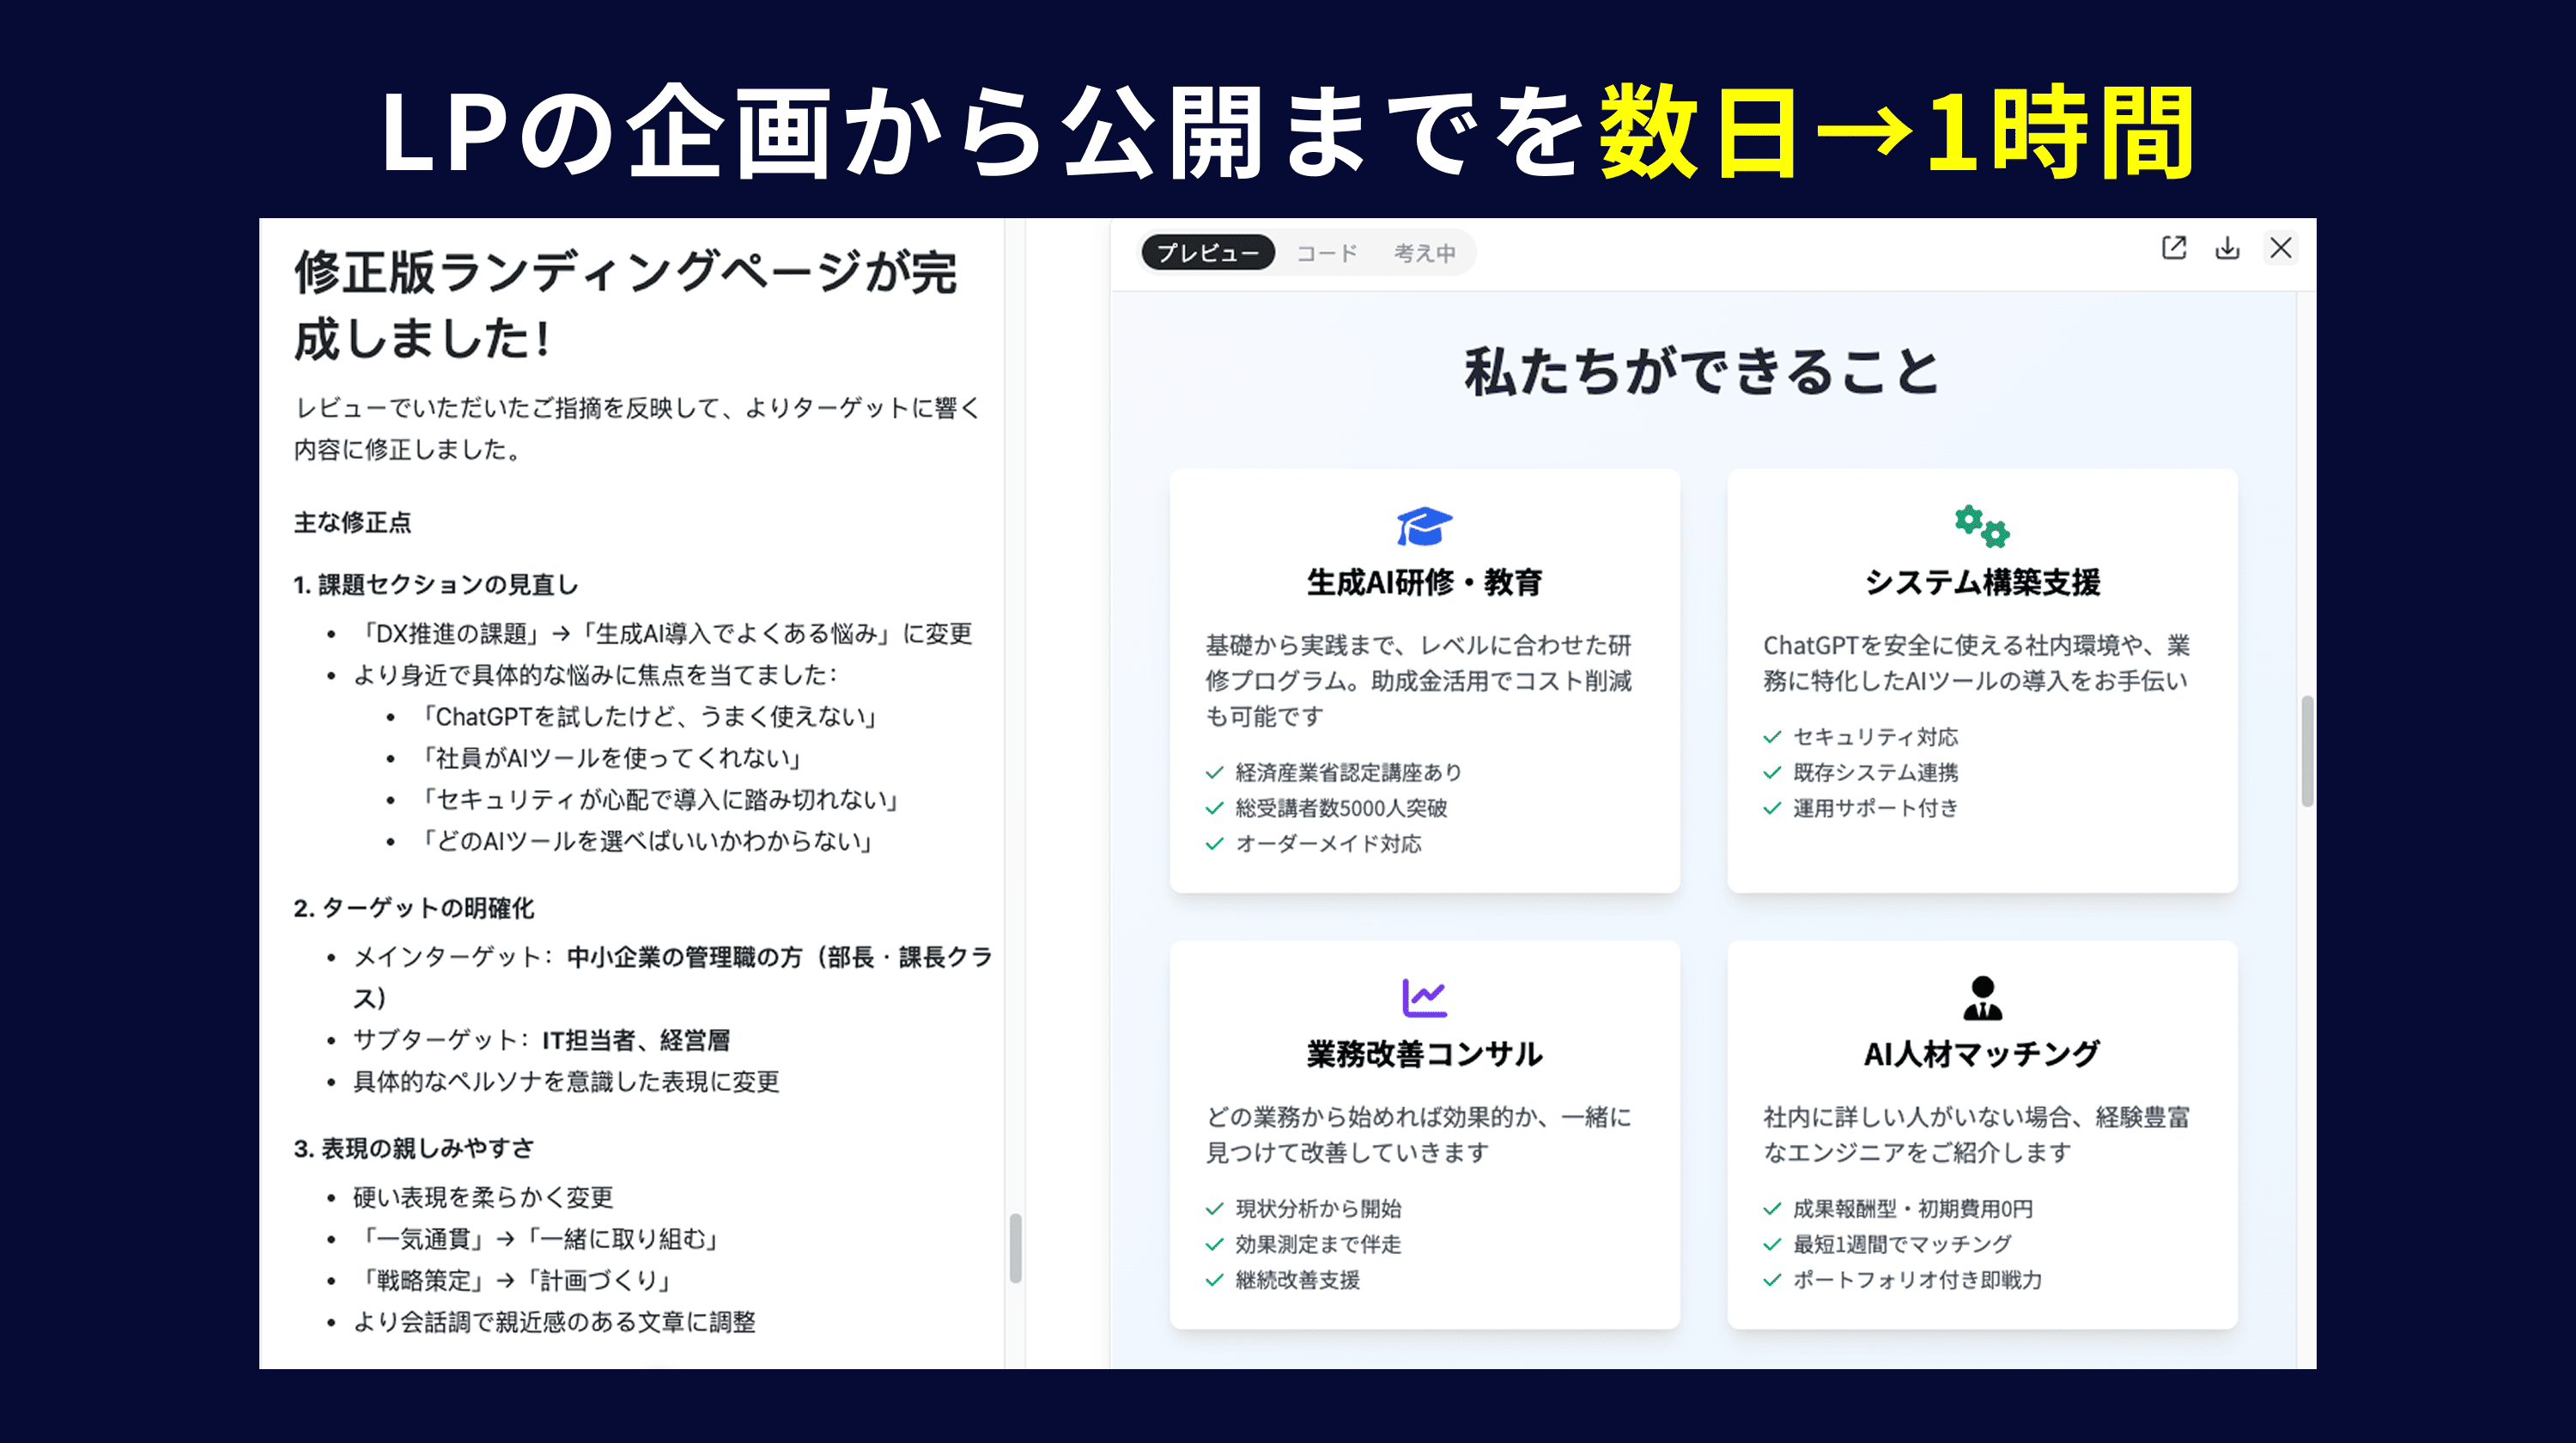 LPの企画から公開までを数日→1時間
修正版ランディングページが完
成しました！
レビューでいただいたご指摘を反映して、よりターゲットに響く
内容に修正しました。
主な修正点
1. 課題セクションの見直し
• 「DX推進の課題」→「生成AI導入でよくある悩み」に変更
• より身近で具体的な悩みに焦点を当てました：
• 「ChatGPTを試したけど、うまく使えない」
• 「社員がAIツールを使ってくれない」
• 「セキュリティが心配で導入に踏み切れない」
• 「どのAIツールを選べばいいかわからない」
2. ターゲットの明確化
• メインターゲット：中小企業の管理職の方（部長・課長クラ
ス）
• サブターゲット：IT担当者、経営層
• 具体的なペルソナを意識した表現に変更
3. 表現の親しみやすさ
• 硬い表現を柔らかく変更
• 「一気通貫」→「一緒に取り組む」
• 「戦略策定」→「計画づくり」
• より会話調で親近感のある文章に調整
プレビュー コード 考え中
私たちができること
生成AI研修・教育
基礎から実践まで、レベルに合わせた研
修プログラム。助成金活用でコスト削減
も可能です
✓ 経済産業省認定講座あり
✓ 総受講者数5000人突破
✓ オーダーメイド対応
システム構築支援
ChatGPTを安全に使える社内環境や、業
務に特化したAIツールの導入をお手伝い
✓ セキュリティ対応
✓ 既存システム連携
✓ 運用サポート付き
業務改善コンサル
どの業務から始めれば効果的か、一緒に
見つけて改善していきます
✓ 現状分析から開始
✓ 効果測定まで伴走
✓ 継続改善支援
AI人材マッチング
社内に詳しい人がいない場合、経験豊富
なエンジニアをご紹介します
✓ 成果報酬型・初期費用0円
✓ 最短1週間でマッチング
✓ ポートフォリオ付き即戦力